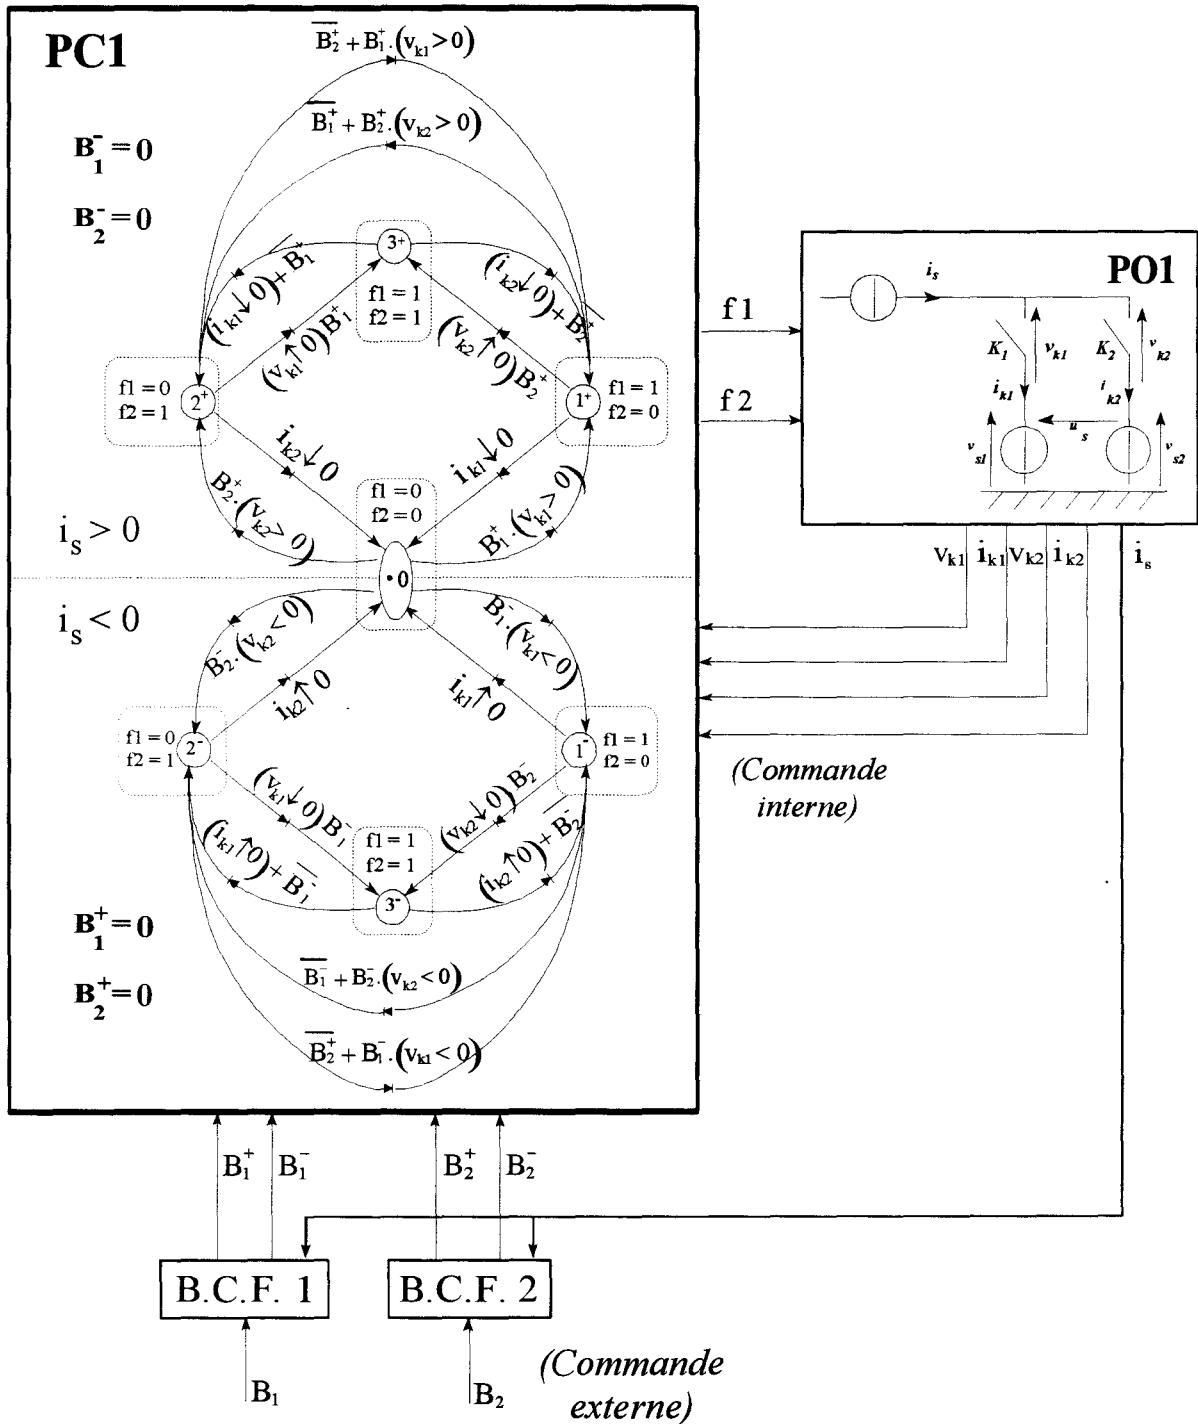 PC1
B̅₂⁺ + B₁⁺.(v_k1 > 0)
B̅₁⁺ + B₂⁺.(v_k2 > 0)
B₁⁻ = 0
B₂⁻ = 0
3⁺
f1 = 1
f2 = 1
(i_k1 ↓ 0) + B̅₁⁺
(i_k2 ↓ 0) + B̅₂⁺
(v_k1 ↑ 0) B₁⁺
(v_k2 ↑ 0) B₂⁺
f1 = 0
f2 = 1
2⁺
1⁺
f1 = 1
f2 = 0
i_k2 ↓ 0
i_k1 ↓ 0
B₂⁺.(v_k2 > 0)
B₁⁺.(v_k1 > 0)
f1 = 0
f2 = 0
0
i_s > 0
i_s < 0
B₂⁻.(v_k2 < 0)
B₁⁻.(v_k1 < 0)
i_k2 ↑ 0
i_k1 ↑ 0
f1 = 0
f2 = 1
2⁻
1⁻
f1 = 1
f2 = 0
(v_k1 ↓ 0) B₁⁻
(v_k2 ↓ 0) B₂⁻
f1 = 1
f2 = 1
(i_k1 ↑ 0) + B̅₁⁻
(i_k2 ↑ 0) + B̅₂⁻
3⁻
B₁⁺ = 0
B₂⁺ = 0
B̅₁⁻ + B₂⁻.(v_k2 < 0)
B̅₂⁺ + B₁⁻.(v_k1 < 0)
f1
f2
PO1
i_s
K₁
v_k1
K₂
v_k2
i_k1
i_k2
v_s1
u_s
v_s2
v_k1 i_k1 v_k2 i_k2 i_s
(Commande
interne)
B₁⁺ B₁⁻ B₂⁺ B₂⁻
B.C.F. 1
B.C.F. 2
B₁
B₂
(Commande
externe)